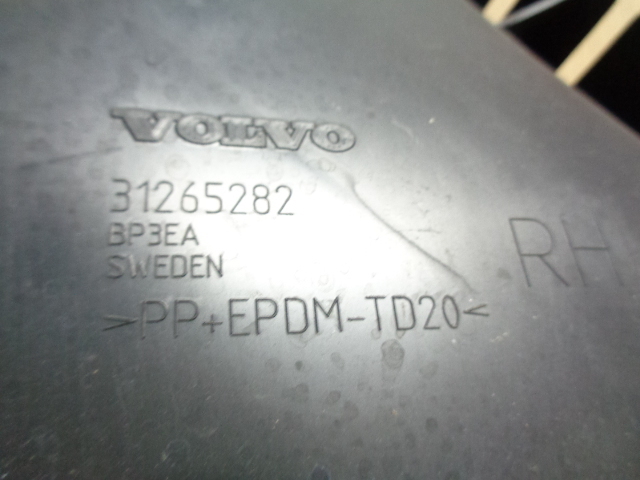 VOLVO
31265282
BP3EA
SWEDEN
RH
>PP+EPDM-TD20<